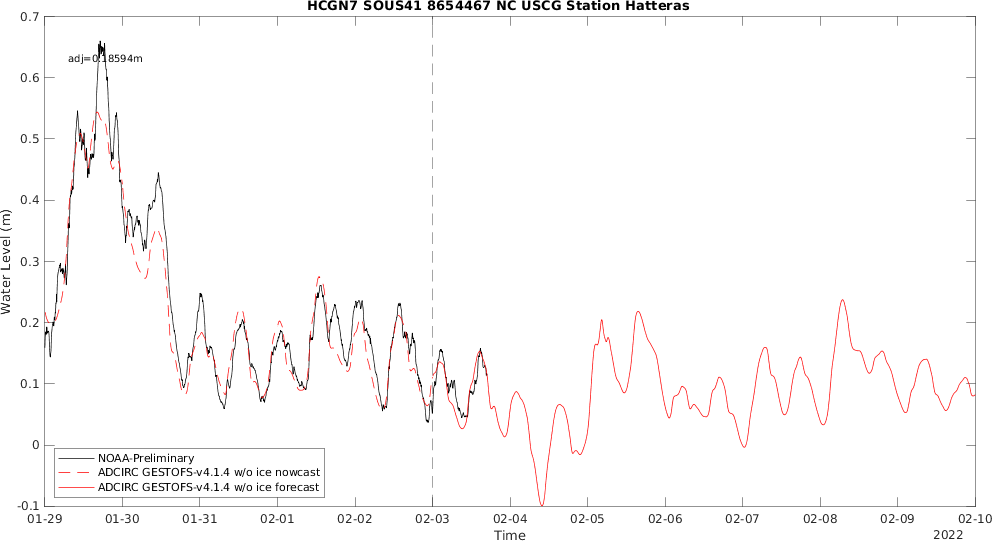 HCGN7 SOUS41 8654467 NC USCG Station Hatteras
0.7
0.6
0.5
0.4
0.3
0.2
0.1
0
-0.1
Water Level (m)
adj=0.18594m
NOAA-Preliminary
ADCIRC GESTOFS-v4.1.4 w/o ice nowcast
ADCIRC GESTOFS-v4.1.4 w/o ice forecast
01-29 01-30 01-31 02-01 02-02 02-03 02-04 02-05 02-06 02-07 02-08 02-09 02-10
Time
2022